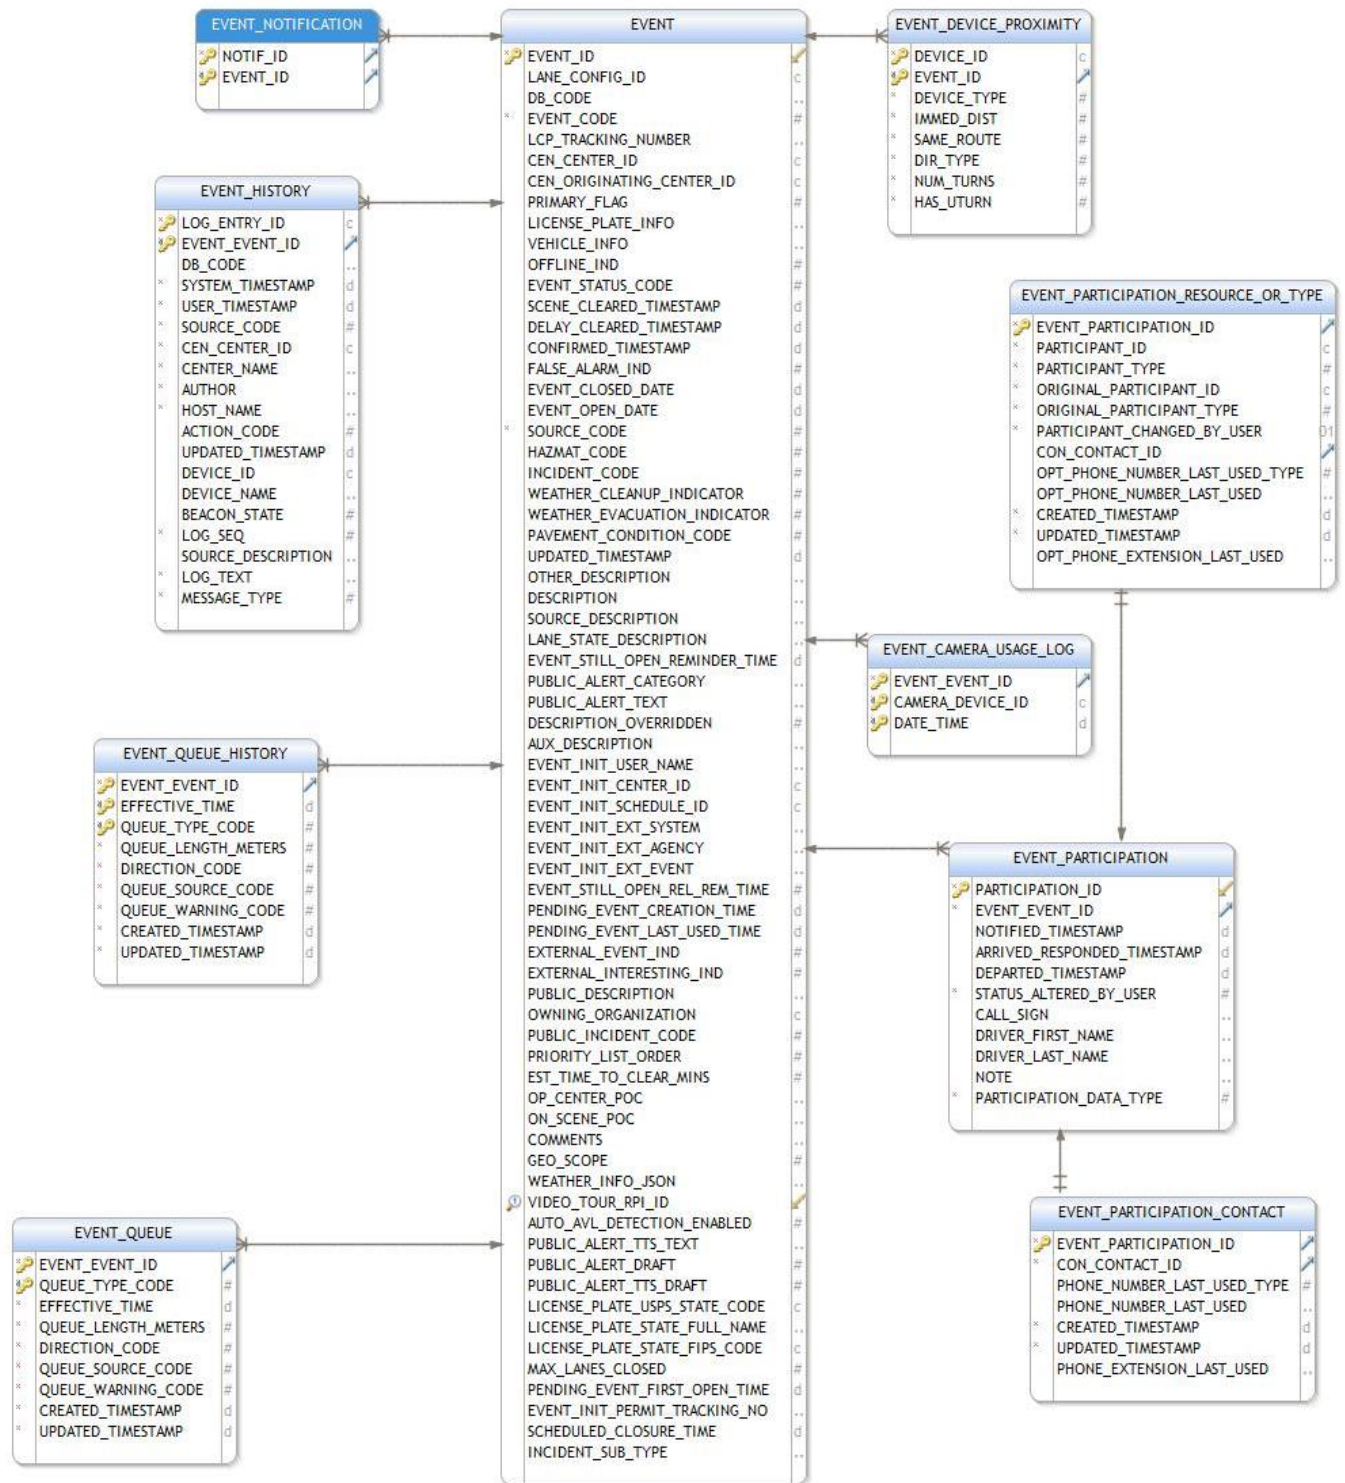 EVENT_NOTIFICATION
NOTIF_ID
EVENT_ID
EVENT_HISTORY
LOG_ENTRY_ID c
EVENT_EVENT_ID
DB_CODE ..
SYSTEM_TIMESTAMP d
USER_TIMESTAMP d
SOURCE_CODE #
CEN_CENTER_ID c
CENTER_NAME ..
AUTHOR ..
HOST_NAME ..
ACTION_CODE #
UPDATED_TIMESTAMP d
DEVICE_ID c
DEVICE_NAME ..
BEACON_STATE #
LOG_SEQ #
SOURCE_DESCRIPTION ..
LOG_TEXT ..
MESSAGE_TYPE #
EVENT_QUEUE_HISTORY
EVENT_EVENT_ID
EFFECTIVE_TIME d
QUEUE_TYPE_CODE #
QUEUE_LENGTH_METERS #
DIRECTION_CODE #
QUEUE_SOURCE_CODE #
QUEUE_WARNING_CODE #
CREATED_TIMESTAMP d
UPDATED_TIMESTAMP d
EVENT_QUEUE
EVENT_EVENT_ID
QUEUE_TYPE_CODE #
EFFECTIVE_TIME d
QUEUE_LENGTH_METERS #
DIRECTION_CODE #
QUEUE_SOURCE_CODE #
QUEUE_WARNING_CODE #
CREATED_TIMESTAMP d
UPDATED_TIMESTAMP d
EVENT
EVENT_ID
LANE_CONFIG_ID c
DB_CODE ..
EVENT_CODE #
LCP_TRACKING_NUMBER ..
CEN_CENTER_ID c
CEN_ORIGINATING_CENTER_ID c
PRIMARY_FLAG #
LICENSE_PLATE_INFO ..
VEHICLE_INFO ..
OFFLINE_IND #
EVENT_STATUS_CODE #
SCENE_CLEARED_TIMESTAMP d
DELAY_CLEARED_TIMESTAMP d
CONFIRMED_TIMESTAMP d
FALSE_ALARM_IND #
EVENT_CLOSED_DATE d
EVENT_OPEN_DATE d
SOURCE_CODE #
HAZMAT_CODE #
INCIDENT_CODE #
WEATHER_CLEANUP_INDICATOR #
WEATHER_EVACUATION_INDICATOR #
PAVEMENT_CONDITION_CODE #
UPDATED_TIMESTAMP d
OTHER_DESCRIPTION ..
DESCRIPTION ..
SOURCE_DESCRIPTION ..
LANE_STATE_DESCRIPTION ..
EVENT_STILL_OPEN_REMINDER_TIME d
PUBLIC_ALERT_CATEGORY ..
PUBLIC_ALERT_TEXT ..
DESCRIPTION_OVERRIDDEN #
AUX_DESCRIPTION ..
EVENT_INIT_USER_NAME ..
EVENT_INIT_CENTER_ID c
EVENT_INIT_SCHEDULE_ID c
EVENT_INIT_EXT_SYSTEM ..
EVENT_INIT_EXT_AGENCY ..
EVENT_INIT_EXT_EVENT ..
EVENT_STILL_OPEN_REL_REM_TIME #
PENDING_EVENT_CREATION_TIME d
PENDING_EVENT_LAST_USED_TIME d
EXTERNAL_EVENT_IND #
EXTERNAL_INTERESTING_IND #
PUBLIC_DESCRIPTION ..
OWNING_ORGANIZATION c
PUBLIC_INCIDENT_CODE #
PRIORITY_LIST_ORDER #
EST_TIME_TO_CLEAR_MINS #
OP_CENTER_POC ..
ON_SCENE_POC ..
COMMENTS ..
GEO_SCOPE #
WEATHER_INFO_JSON ..
VIDEO_TOUR_RPI_ID
AUTO_AVL_DETECTION_ENABLED #
PUBLIC_ALERT_TTS_TEXT ..
PUBLIC_ALERT_DRAFT #
PUBLIC_ALERT_TTS_DRAFT #
LICENSE_PLATE_USPS_STATE_CODE c
LICENSE_PLATE_STATE_FULL_NAME ..
LICENSE_PLATE_STATE_FIPS_CODE c
MAX_LANES_CLOSED #
PENDING_EVENT_FIRST_OPEN_TIME d
EVENT_INIT_PERMIT_TRACKING_NO ..
SCHEDULED_CLOSURE_TIME d
INCIDENT_SUB_TYPE ..
EVENT_DEVICE_PROXIMITY
DEVICE_ID c
EVENT_ID
DEVICE_TYPE #
IMMED_DIST #
SAME_ROUTE #
DIR_TYPE #
NUM_TURNS #
HAS_UTURN #
EVENT_PARTICIPATION_RESOURCE_OR_TYPE
EVENT_PARTICIPATION_ID
PARTICIPANT_ID c
PARTICIPANT_TYPE #
ORIGINAL_PARTICIPANT_ID c
ORIGINAL_PARTICIPANT_TYPE #
PARTICIPANT_CHANGED_BY_USER 01
CON_CONTACT_ID
OPT_PHONE_NUMBER_LAST_USED_TYPE #
OPT_PHONE_NUMBER_LAST_USED ..
CREATED_TIMESTAMP d
UPDATED_TIMESTAMP d
OPT_PHONE_EXTENSION_LAST_USED ..
EVENT_CAMERA_USAGE_LOG
EVENT_EVENT_ID
CAMERA_DEVICE_ID c
DATE_TIME d
EVENT_PARTICIPATION
PARTICIPATION_ID
EVENT_EVENT_ID
NOTIFIED_TIMESTAMP d
ARRIVED_RESPONDED_TIMESTAMP d
DEPARTED_TIMESTAMP d
STATUS_ALTERED_BY_USER #
CALL_SIGN ..
DRIVER_FIRST_NAME ..
DRIVER_LAST_NAME ..
NOTE ..
PARTICIPATION_DATA_TYPE #
EVENT_PARTICIPATION_CONTACT
EVENT_PARTICIPATION_ID
CON_CONTACT_ID
PHONE_NUMBER_LAST_USED_TYPE #
PHONE_NUMBER_LAST_USED ..
CREATED_TIMESTAMP d
UPDATED_TIMESTAMP d
PHONE_EXTENSION_LAST_USED ..